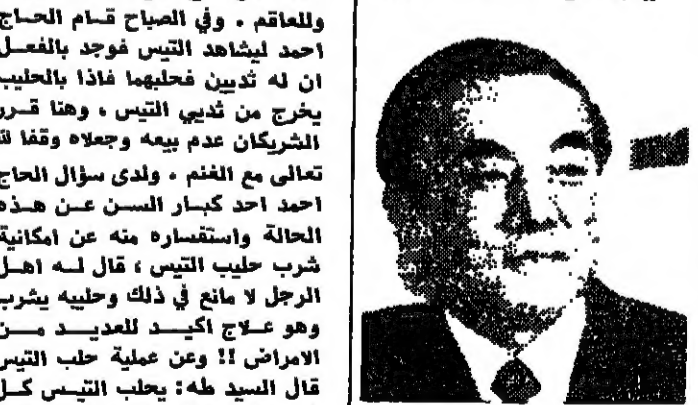 وللعاقم . وفي الصباح قام الحاج
احمد ليشاهد التيس فوجد بالفعل
ان له ثديين فحلبهما فاذا بالحليب
يخرج من ثديي التيس ، وهنا قرر
الشريكان عدم بيعه وجعلاه وقفا لله
تعالى مع الغنم . ولدى سؤال الحاج
احمد احد كبار السن عن هذه
الحالة واستفساره منه عن امكانية
شرب حليب التيس ، قال له اهل
الرجل لا مانع في ذلك وحليبه يشرب
وهو علاج اكيد للعديد من
الامراض !! وعن عملية حلب التيس
قال السيد طه : يحلب التيس كل